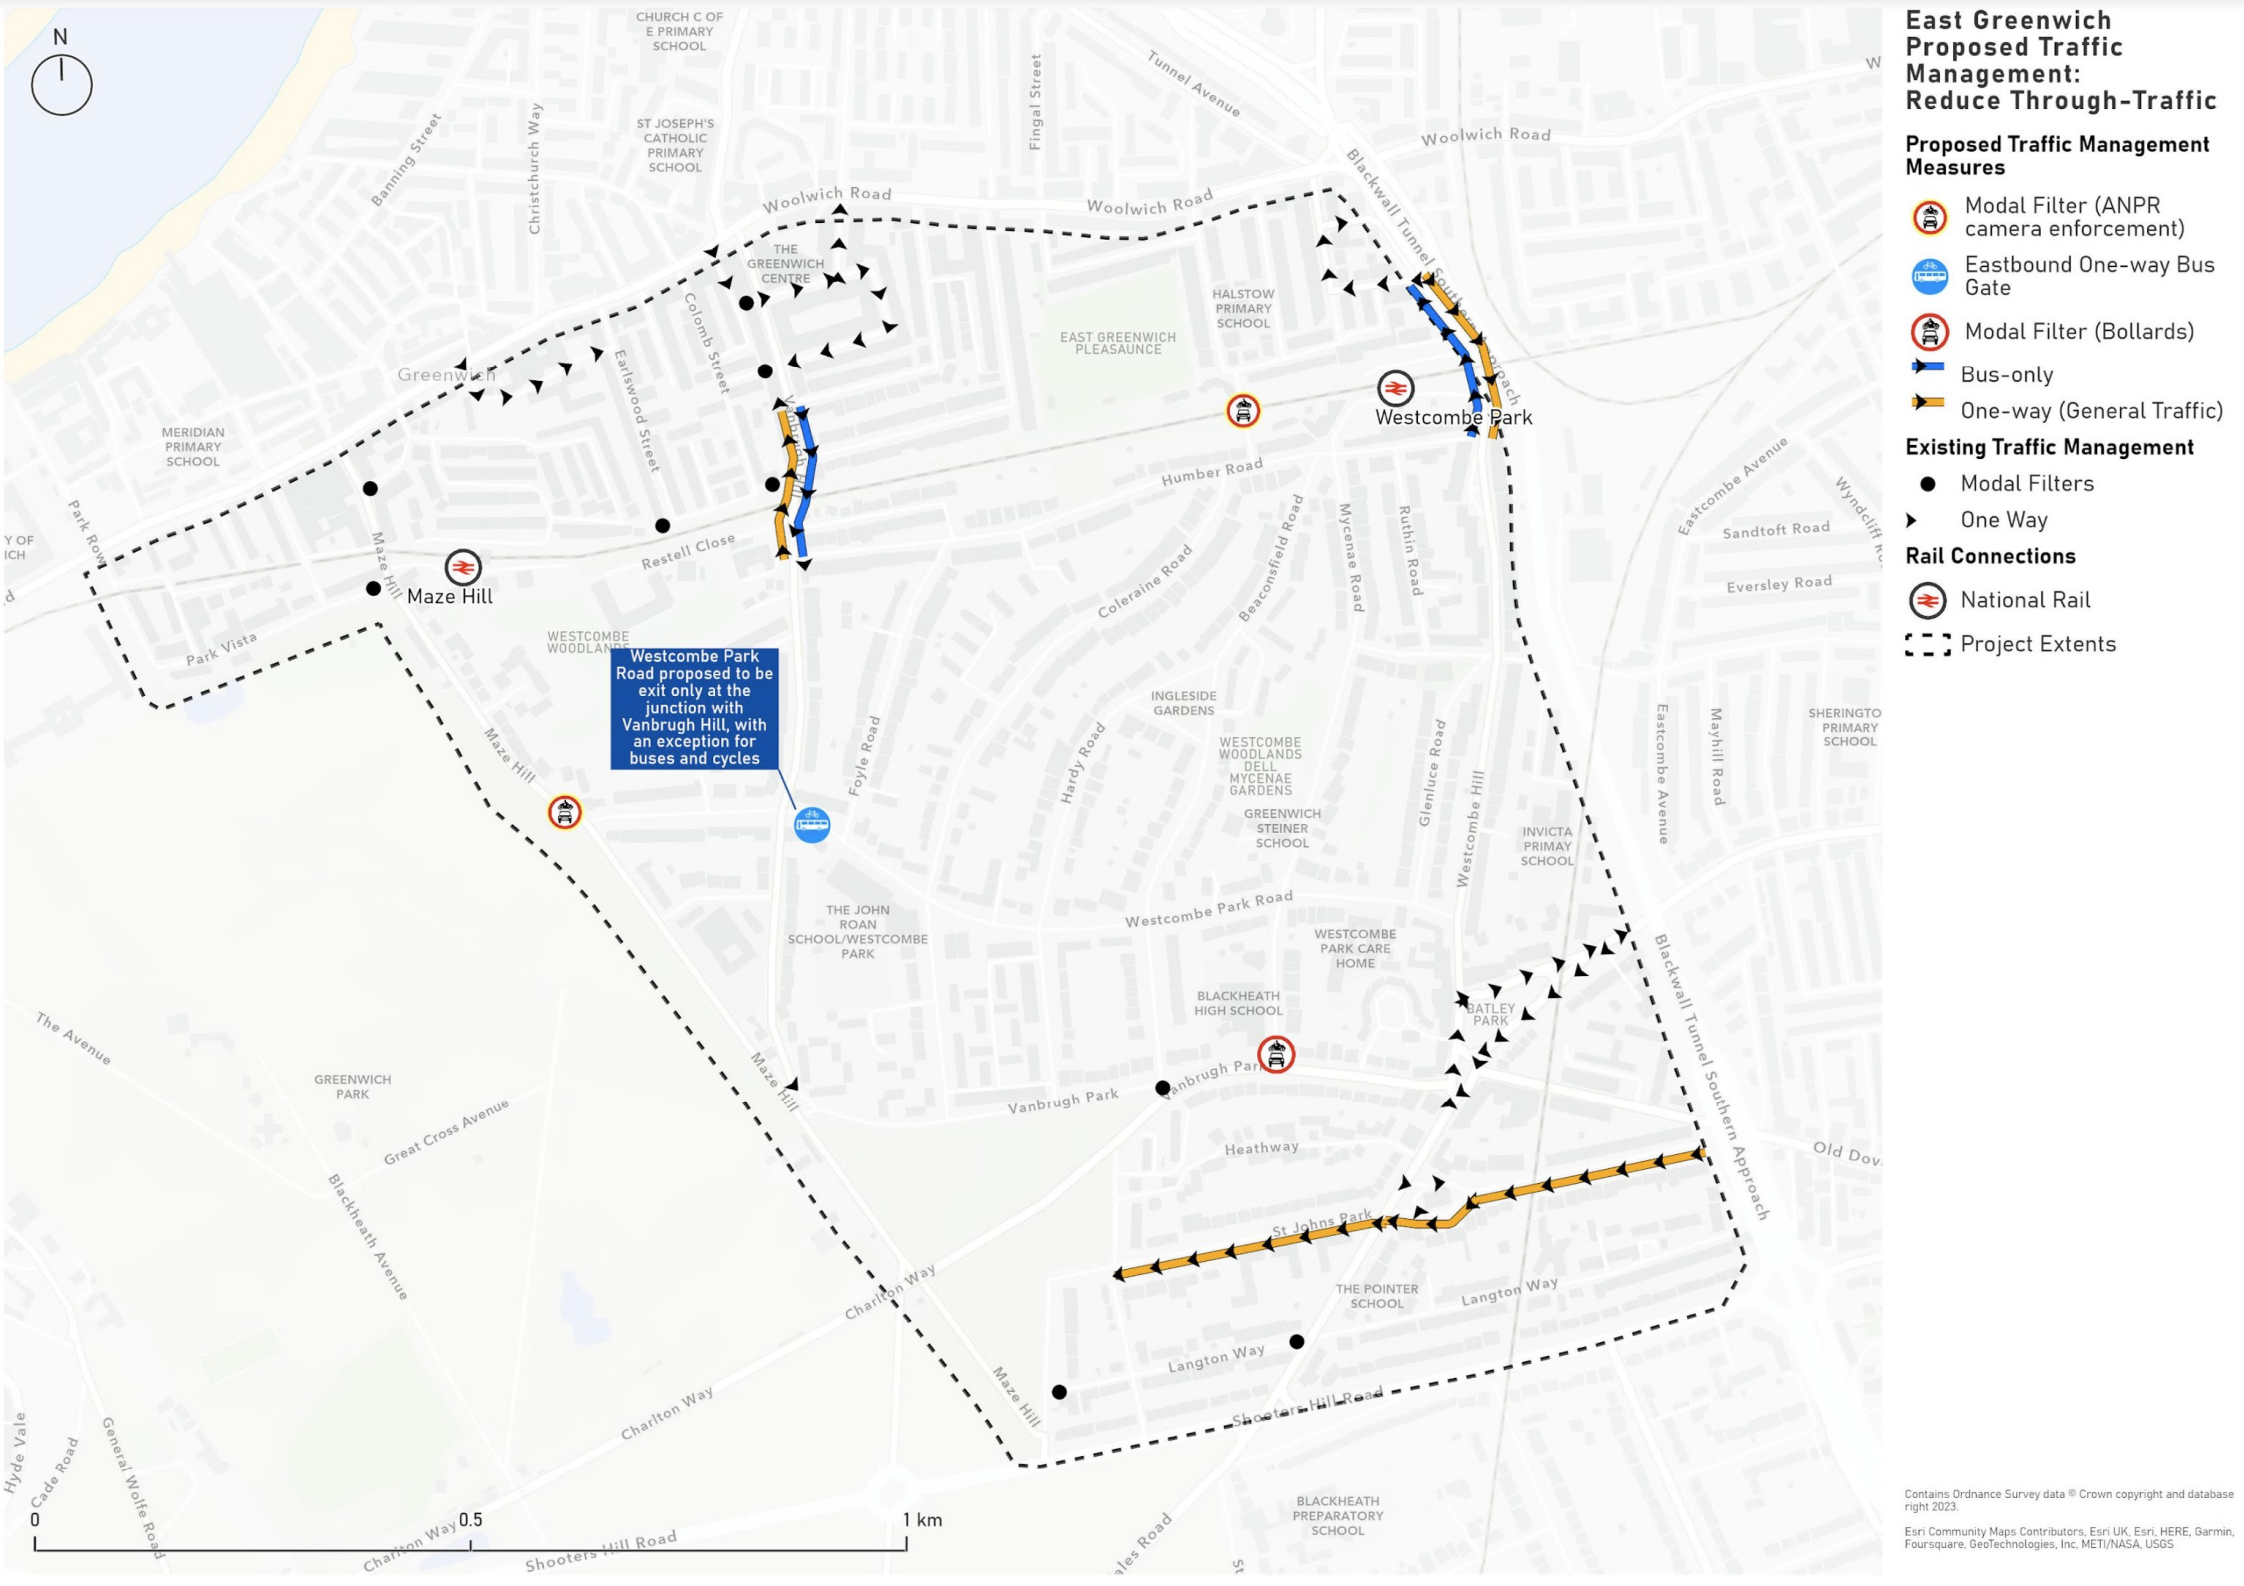 N
CHURCH C OF
E PRIMARY
SCHOOL
Tunnel Avenue
Fingal Street
Christchurch Way
Banning Street
ST JOSEPH'S
CATHOLIC
PRIMARY
SCHOOL
Woolwich Road
Woolwich Road
Woolwich Road
Blackwall Tunnel Southern Approach
THE
GREENWICH
CENTRE
Colomb Street
HALSTOW
PRIMARY
SCHOOL
EAST GREENWICH
PLEASAUNCE
Greenwich
Earlswood Street
Vanbrugh Hill
Westcombe Park
MERIDIAN
PRIMARY
SCHOOL
Humber Road
Eastcombe Avenue
Park Row
Y OF
ICH
Maze Hill
Restell Close
Maze Hill
Coleraine Road
Beaconsfield Road
Mycenae Road
Ruthin Road
Sandtoft Road
Eversley Road
Park Vista
WESTCOMBE
WOODLANDS
Westcombe Park
Road proposed to be
exit only at the
junction with
Vanbrugh Hill, with
an exception for
buses and cycles
Maze Hill
Foyle Road
Hardy Road
INGLESIDE
GARDENS
WESTCOMBE
WOODLANDS
DELL
MYCENAE
GARDENS
GREENWICH
STEINER
SCHOOL
Glenluce Road
Westcombe Hill
INVICTA
PRIMAY
SCHOOL
Eastcombe Avenue
Mayhill Road
SHERINGTO
PRIMARY
SCHOOL
THE JOHN
ROAN
SCHOOL/WESTCOMBE
PARK
Westcombe Park Road
WESTCOMBE
PARK CARE
HOME
BLACKHEATH
HIGH SCHOOL
BATLEY
PARK
Blackwall Tunnel Southern Approach
The Avenue
GREENWICH
PARK
Great Cross Avenue
Maze Hill
Vanbrugh Park
Vanbrugh Park
Heathway
Old Dov
Blackheath Avenue
St Johns Park
Charlton Way
THE POINTER
SCHOOL
Langton Way
Langton Way
Maze Hill
Shooters Hill Road
Charlton Way
Hyde Vale
Cade Road
General Wolfe Road
0
0.5
1 km
Charlton Way
Shooters Hill Road
BLACKHEATH
PREPARATORY
SCHOOL
ales Road
St
East Greenwich
Proposed Traffic
Management:
Reduce Through-Traffic
Proposed Traffic Management
Measures
Modal Filter (ANPR
camera enforcement)
Eastbound One-way Bus
Gate
Modal Filter (Bollards)
Bus-only
One-way (General Traffic)
Existing Traffic Management
Modal Filters
One Way
Rail Connections
National Rail
Project Extents
Contains Ordnance Survey data © Crown copyright and database
right 2023.
Esri Community Maps Contributors, Esri UK, Esri, HERE, Garmin,
Foursquare, GeoTechnologies, Inc, METI/NASA, USGS